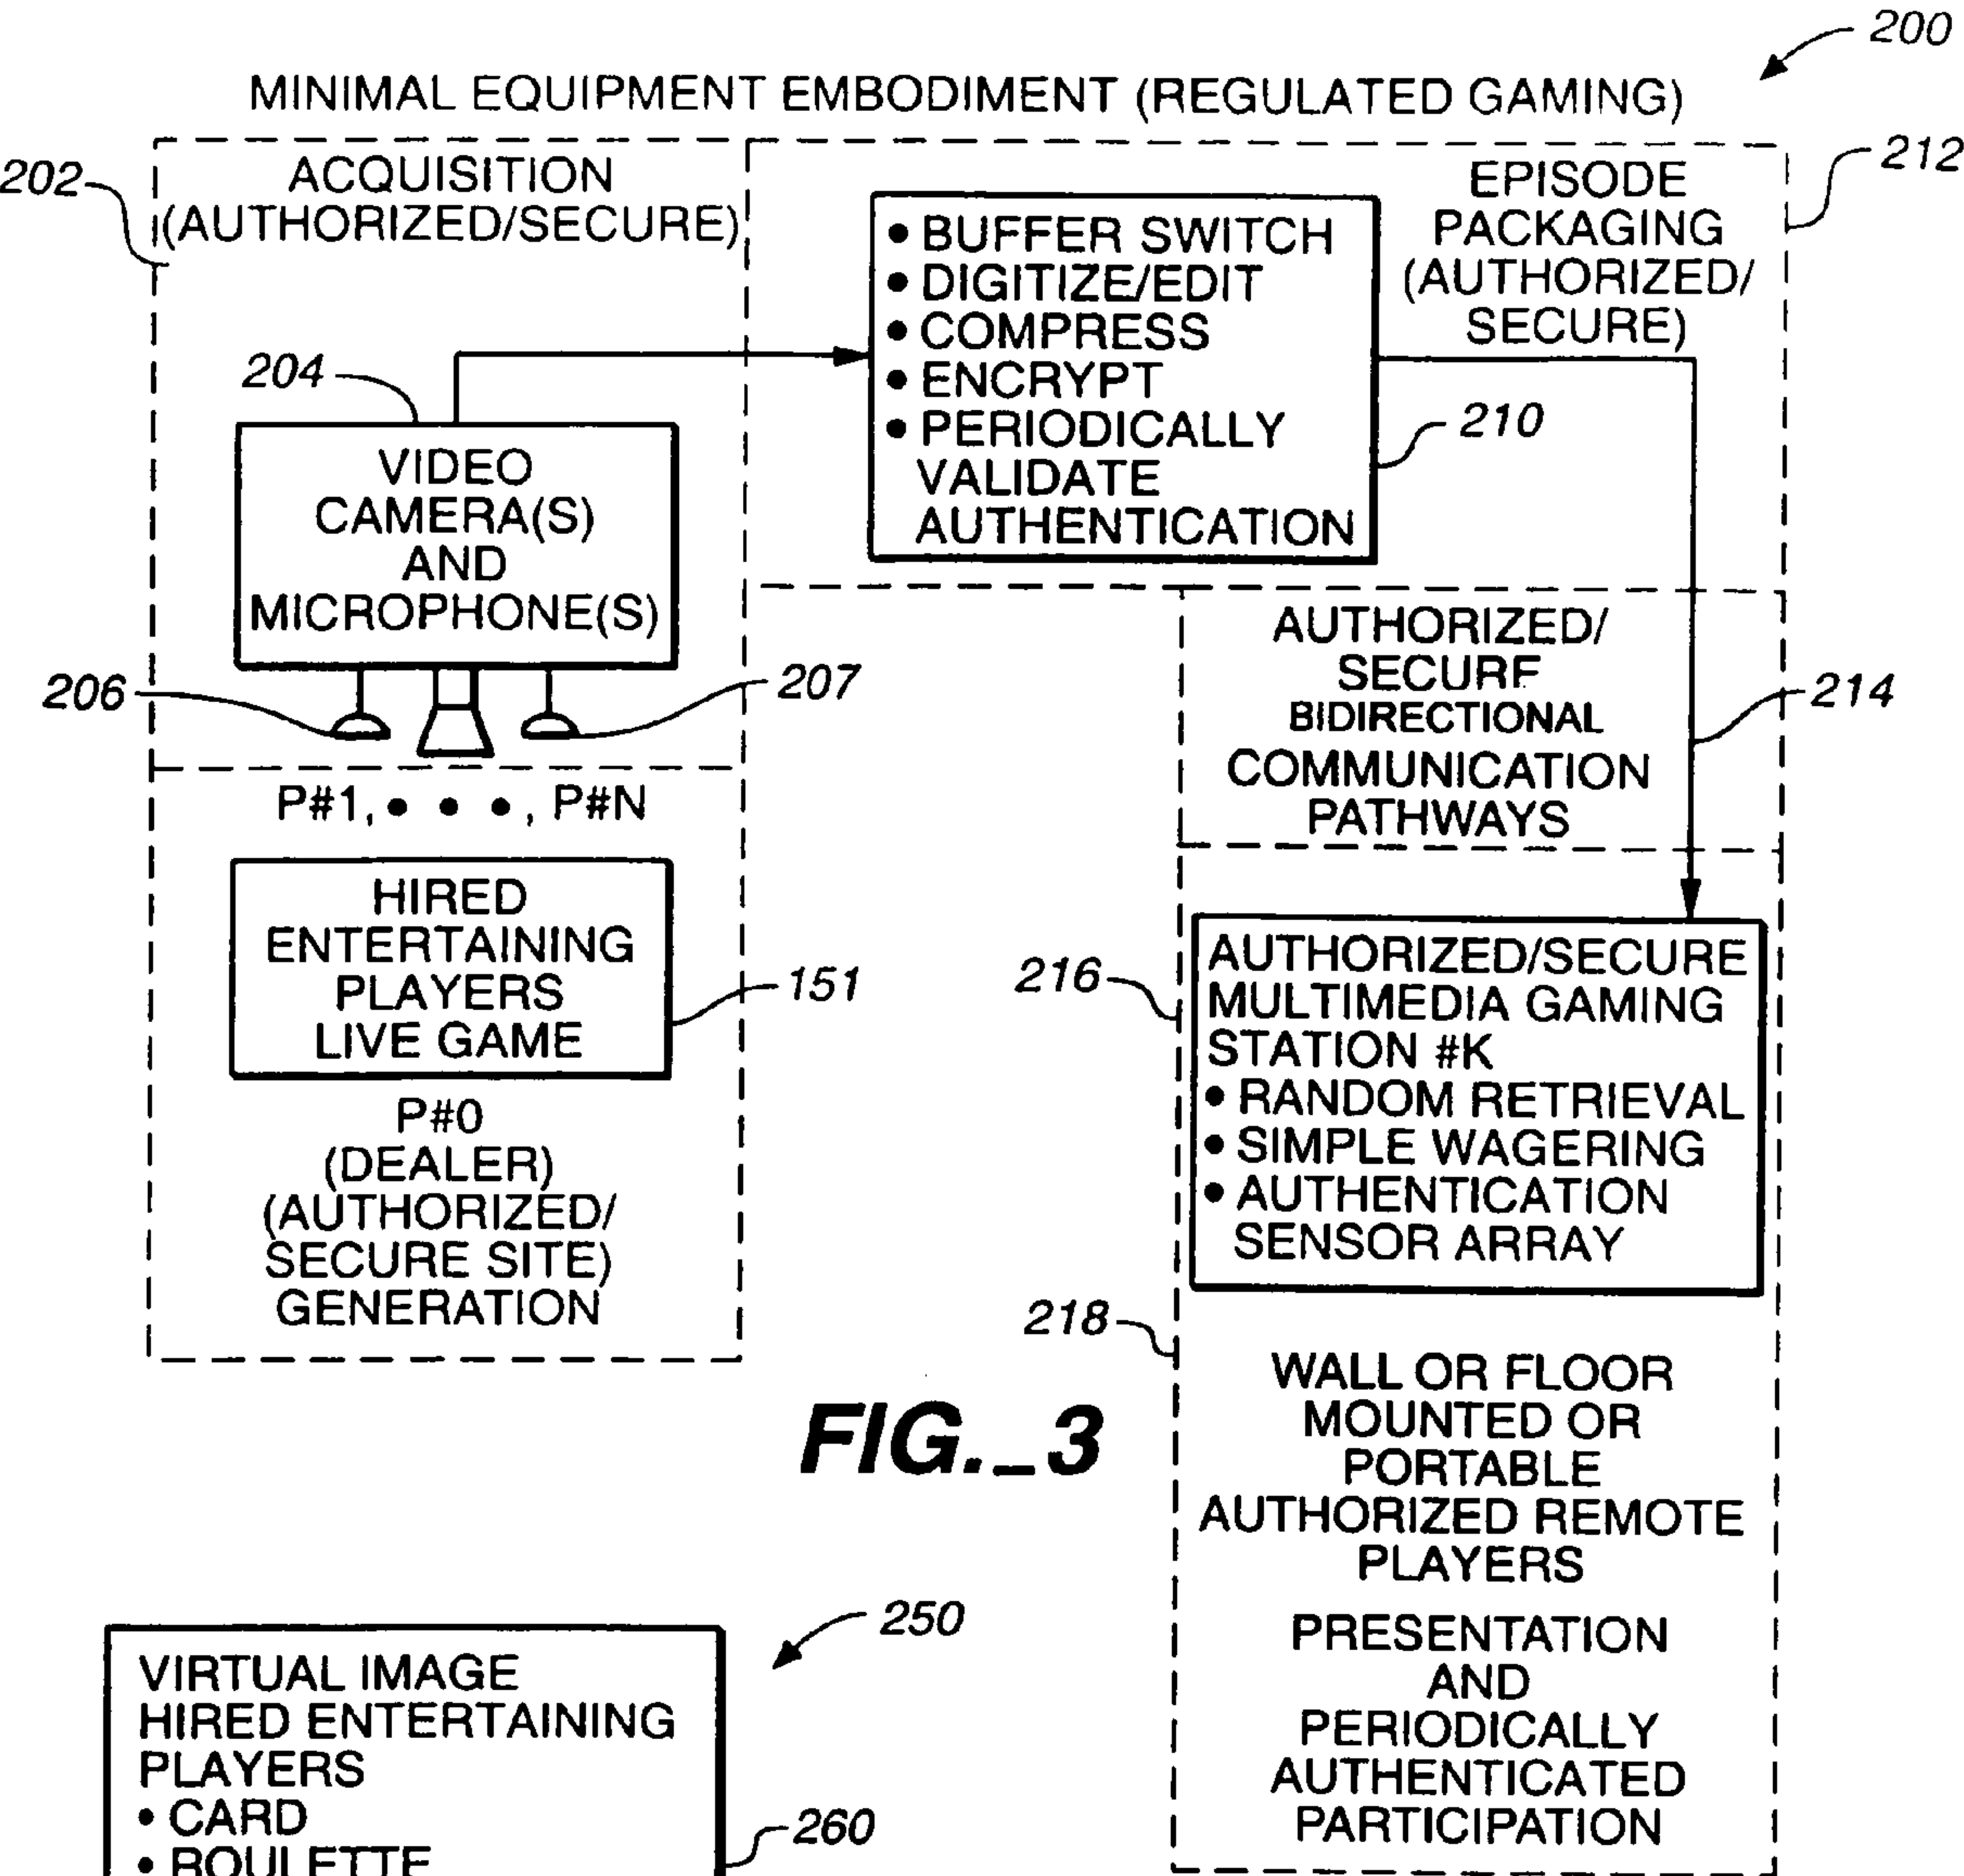 200
MINIMAL EQUIPMENT EMBODIMENT (REGULATED GAMING)
202
ACQUISITION
(AUTHORIZED/SECURE)
204
VIDEO
CAMERA(S)
AND
MICROPHONE(S)
206
207
P#1, • • •, P#N
HIRED
ENTERTAINING
PLAYERS
LIVE GAME
151
P#0
(DEALER)
(AUTHORIZED/
SECURE SITE)
GENERATION
212
EPISODE
PACKAGING
(AUTHORIZED/
SECURE)
• BUFFER SWITCH
• DIGITIZE/EDIT
• COMPRESS
• ENCRYPT
• PERIODICALLY
VALIDATE
AUTHENTICATION
210
AUTHORIZED/
SECURE
BIDIRECTIONAL
COMMUNICATION
PATHWAYS
214
216
AUTHORIZED/SECURE
MULTIMEDIA GAMING
STATION #K
• RANDOM RETRIEVAL
• SIMPLE WAGERING
• AUTHENTICATION
SENSOR ARRAY
218
WALL OR FLOOR
MOUNTED OR
PORTABLE
AUTHORIZED REMOTE
PLAYERS
PRESENTATION
AND
PERIODICALLY
AUTHENTICATED
PARTICIPATION
FIG._3
250
VIRTUAL IMAGE
HIRED ENTERTAINING
PLAYERS
• CARD
• ROULETTE
260